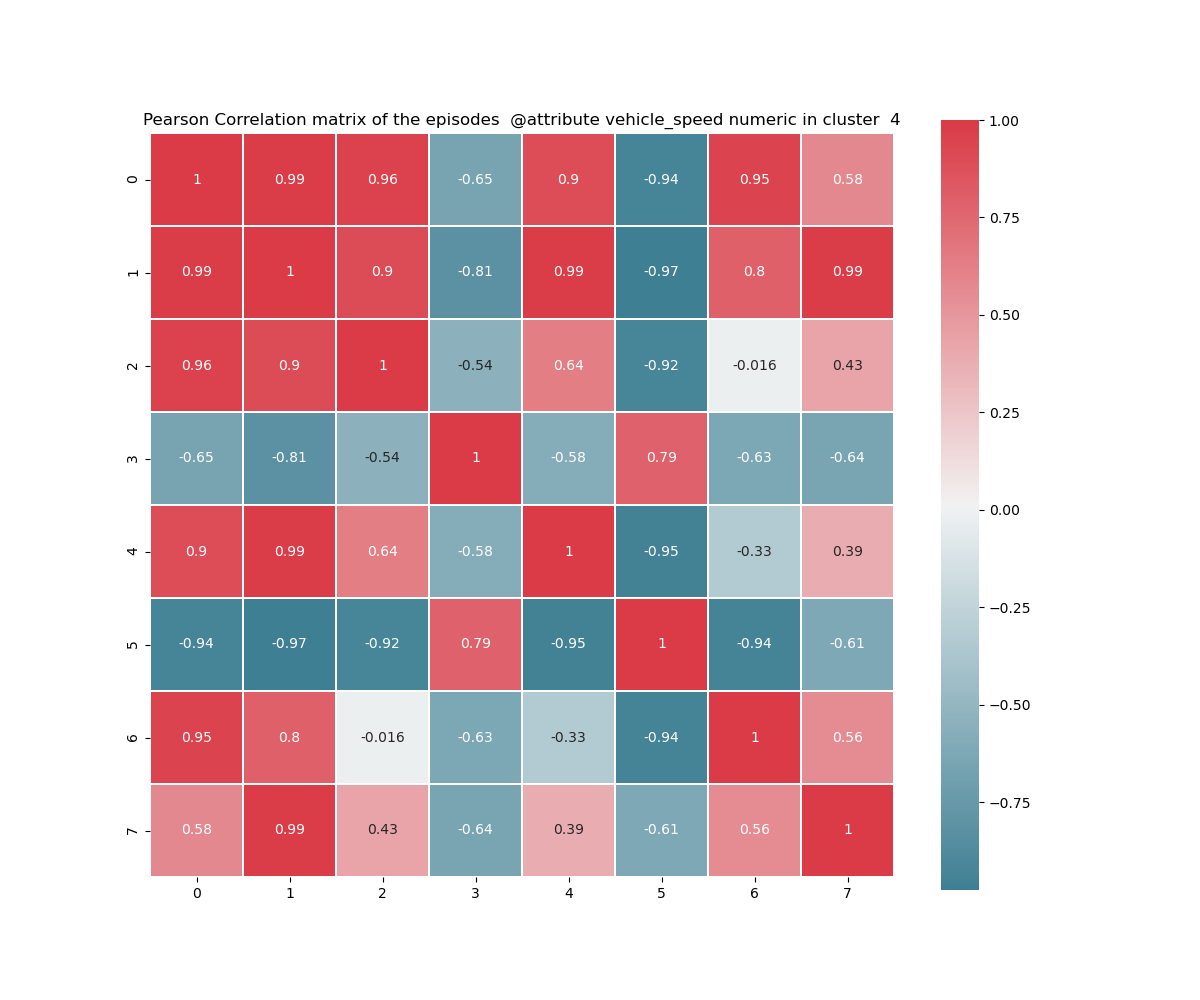 Pearson Correlation matrix of the episodes  @attribute vehicle_speed numeric in cluster  4
0 1 0.99 0.96 -0.65 0.9 -0.94 0.95 0.58
1 0.99 1 0.9 -0.81 0.99 -0.97 0.8 0.99
2 0.96 0.9 1 -0.54 0.64 -0.92 -0.016 0.43
3 -0.65 -0.81 -0.54 1 -0.58 0.79 -0.63 -0.64
4 0.9 0.99 0.64 -0.58 1 -0.95 -0.33 0.39
5 -0.94 -0.97 -0.92 0.79 -0.95 1 -0.94 -0.61
6 0.95 0.8 -0.016 -0.63 -0.33 -0.94 1 0.56
7 0.58 0.99 0.43 -0.64 0.39 -0.61 0.56 1
0 1 2 3 4 5 6 7
1.00
0.75
0.50
0.25
0.00
−0.25
−0.50
−0.75